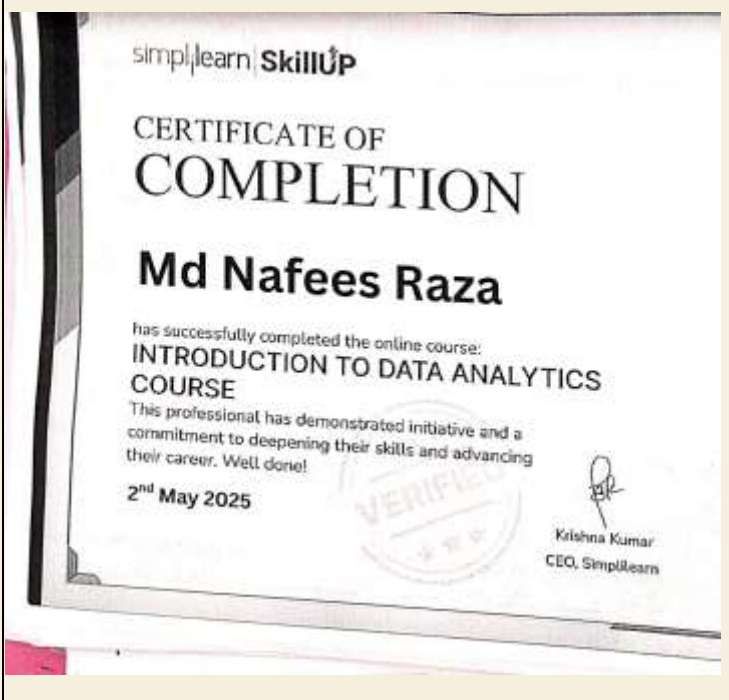 simplilearn SkillUP
CERTIFICATE OF
COMPLETION
Md Nafees Raza
has successfully completed the online course:
INTRODUCTION TO DATA ANALYTICS
COURSE
This professional has demonstrated initiative and a
commitment to deepening their skills and advancing
their career. Well done!
2nd May 2025
VERIFIED
Krishna Kumar
CEO, Simplilearn